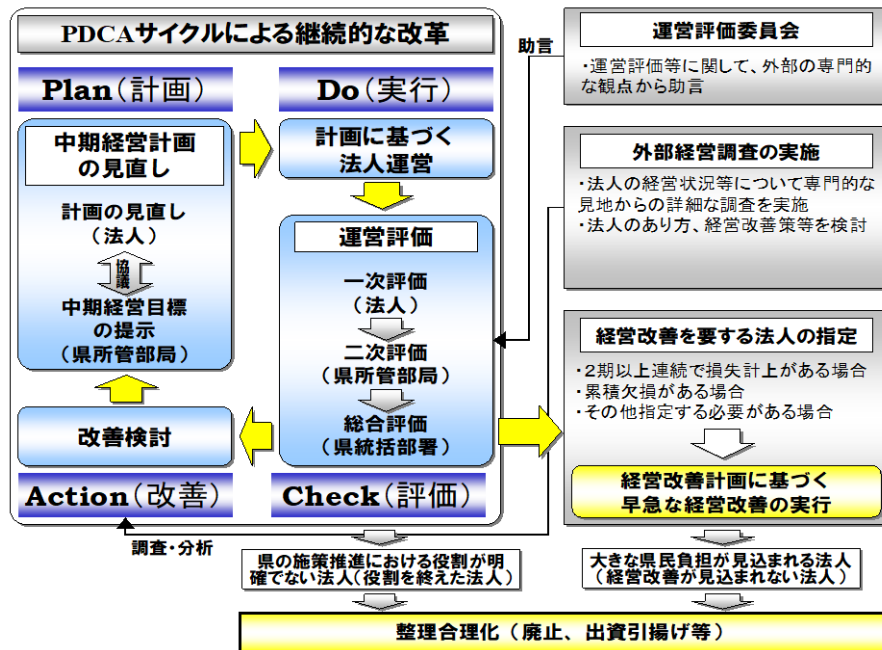 PDCAサイクルによる継続的な改革
Plan(計画)
Do(実行)
中期経営計画
の見直し
計画の見直し
(法人)
協議
中期経営目標
の提示
(県所管部局)
計画に基づく
法人運営
運営評価
一次評価
(法人)
二次評価
(県所管部局)
総合評価
(県統括部署)
改善検討
Action(改善)
Check(評価)
助言
運営評価委員会
・運営評価等に関して、外部の専門的
な観点から助言
外部経営調査の実施
・法人の経営状況等について専門的な
見地からの詳細な調査を実施
・法人のあり方、経営改善策等を検討
経営改善を要する法人の指定
・2期以上連続で損失計上がある場合
・累積欠損がある場合
・その他指定する必要がある場合
経営改善計画に基づく
早急な経営改善の実行
調査・分析
県の施策推進における役割が明
確でない法人(役割を終えた法人)
大きな県民負担が見込まれる法人
(経営改善が見込まれない法人)
整理合理化(廃止、出資引揚げ等)